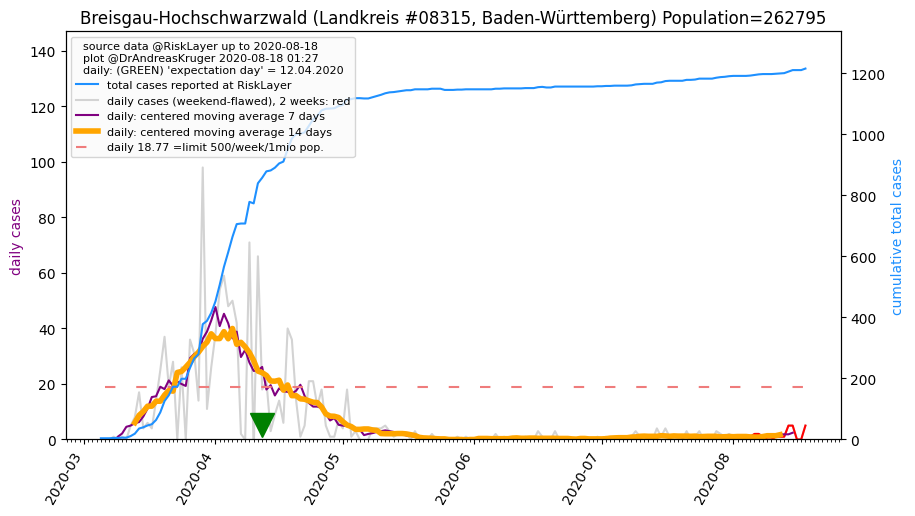 Breisgau-Hochschwarzwald (Landkreis #08315, Baden-Württemberg) Population=262795
source data @RiskLayer up to 2020-08-18
plot @DrAndreasKruger 2020-08-18 01:27
daily: (GREEN) 'expectation day' = 12.04.2020
total cases reported at RiskLayer
daily cases (weekend-flawed), 2 weeks: red
daily: centered moving average 7 days
daily: centered moving average 14 days
daily 18.77 =limit 500/week/1mio pop.
daily cases
140
120
100
80
60
40
20
0
cumulative total cases
1200
1000
800
600
400
200
0
2020-03
2020-04
2020-05
2020-06
2020-07
2020-08